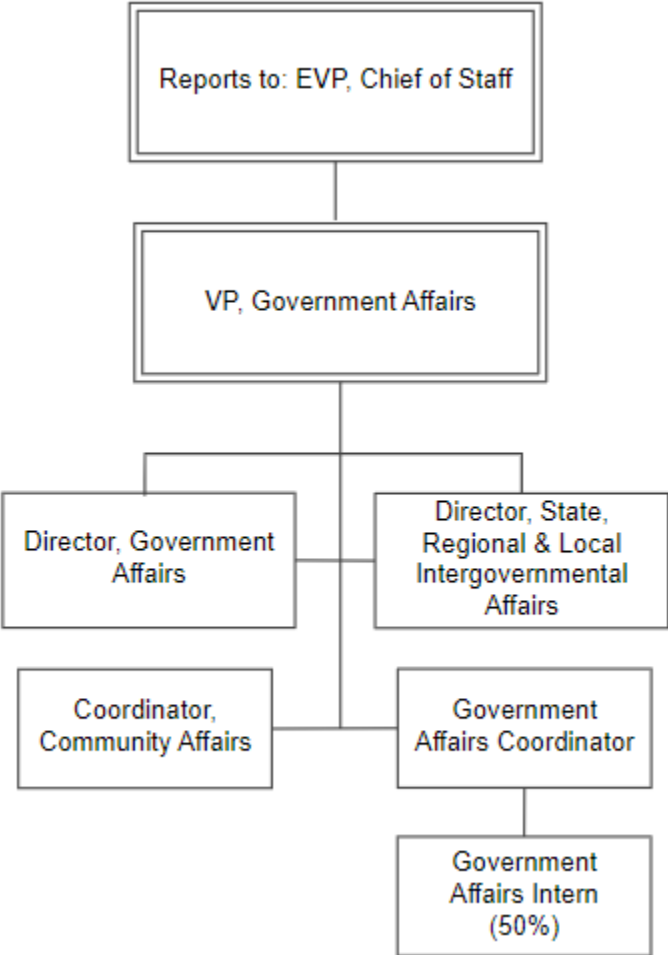 Reports to: EVP, Chief of Staff
VP, Government Affairs
Director, Government
Affairs
Director, State,
Regional & Local
Intergovernmental
Affairs
Coordinator,
Community Affairs
Government
Affairs Coordinator
Government
Affairs Intern
(50%)